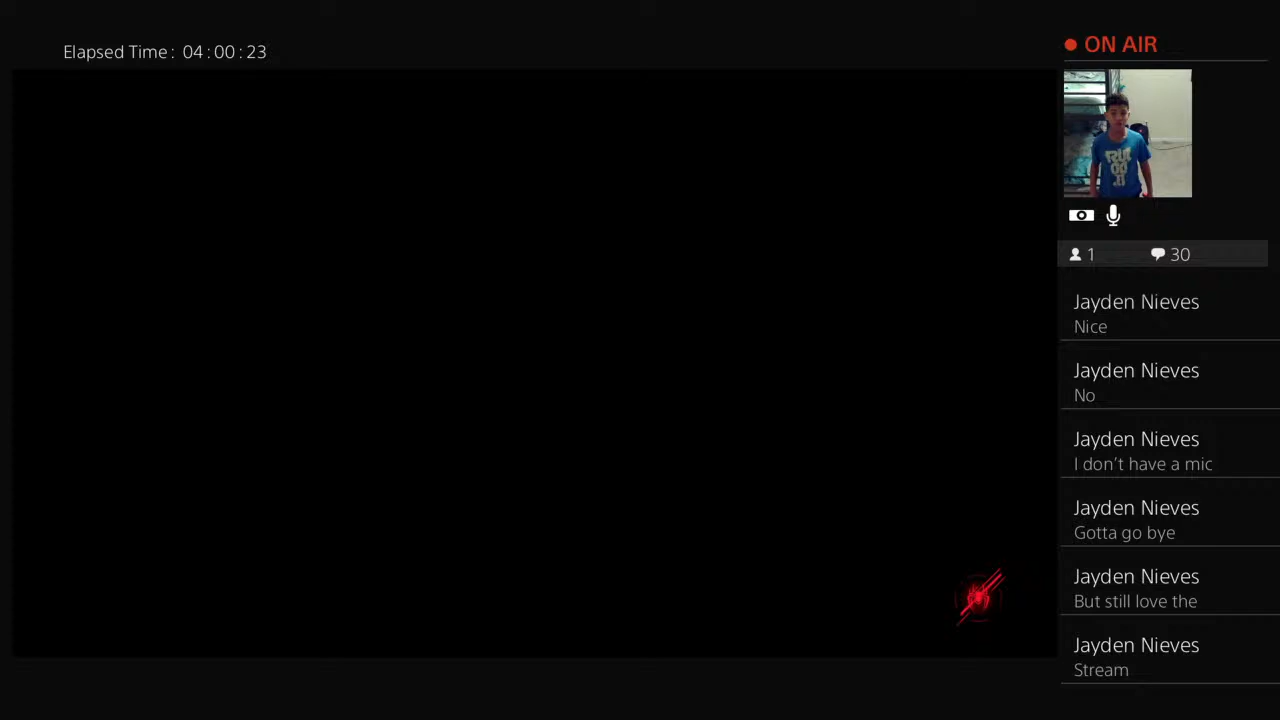 Elapsed Time: 04:00:23
ON AIR
1 30
Jayden Nieves
Nice
Jayden Nieves
No
Jayden Nieves
I don't have a mic
Jayden Nieves
Gotta go bye
Jayden Nieves
But still love the
Jayden Nieves
Stream